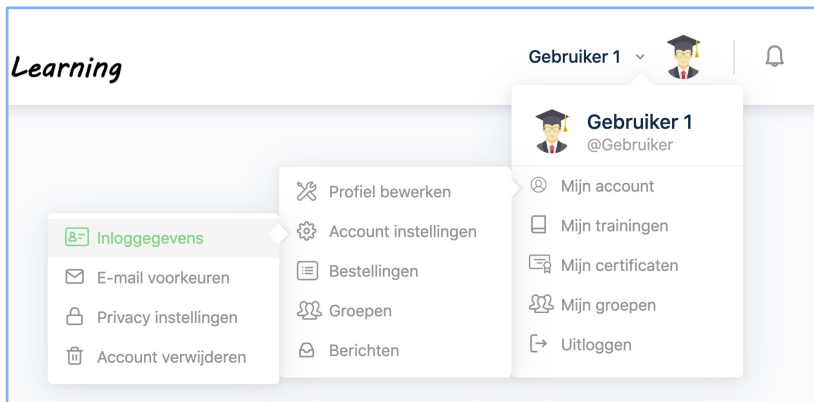 Learning
Gebruiker 1
Gebruiker 1
@Gebruiker
Mijn account
Mijn trainingen
Mijn certificaten
Mijn groepen
Uitloggen
Profiel bewerken
Account instellingen
Bestellingen
Groepen
Berichten
Inloggegevens
E-mail voorkeuren
Privacy instellingen
Account verwijderen